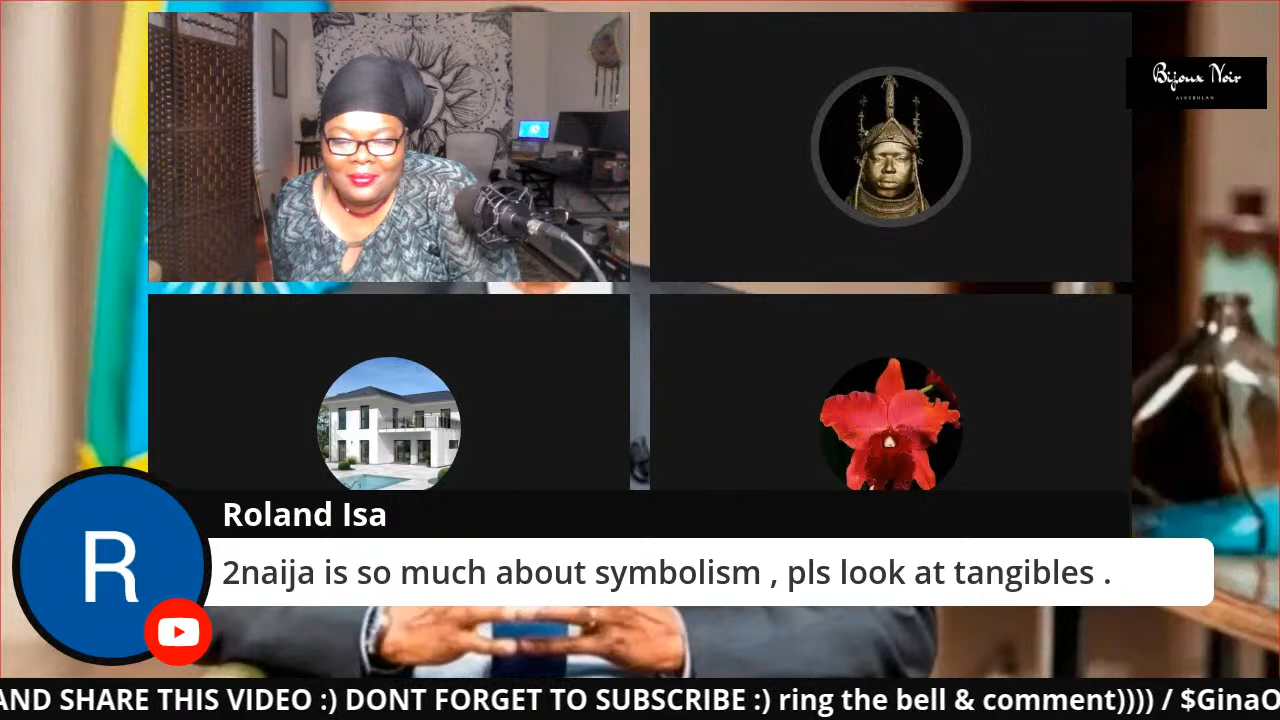 Bijoux Noir
ALKEBULAN
R
Roland Isa
2naija is so much about symbolism , pls look at tangibles .
AND SHARE THIS VIDEO :) DONT FORGET TO SUBSCRIBE :) ring the bell & comment)))) / $GinaO